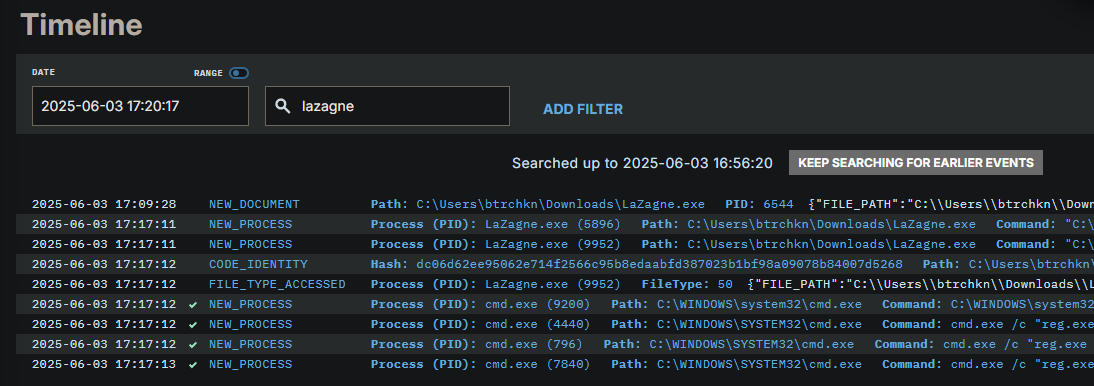 Timeline
DATE RANGE
2025-06-03 17:20:17 lazagne ADD FILTER
Searched up to 2025-06-03 16:56:20 KEEP SEARCHING FOR EARLIER EVENTS
2025-06-03 17:09:28 NEW_DOCUMENT Path: C:\Users\btrchkn\Downloads\LaZagne.exe PID: 6544 {"FILE_PATH":"C:\\Users\\btrchkn\\Dow
2025-06-03 17:17:11 NEW_PROCESS Process (PID): LaZagne.exe (5896) Path: C:\Users\btrchkn\Downloads\LaZagne.exe Command: "C:\
2025-06-03 17:17:11 NEW_PROCESS Process (PID): LaZagne.exe (9952) Path: C:\Users\btrchkn\Downloads\LaZagne.exe Command: "C:\
2025-06-03 17:17:12 CODE_IDENTITY Hash: dc06d62ee95062e714f2566c95b8edaabfd387023b1bf98a09078b84007d5268 Path: C:\Users\b
2025-06-03 17:17:12 FILE_TYPE_ACCESSED Process (PID): LaZagne.exe (9952) FileType: 50 {"FILE_PATH":"C:\\Users\\btrchkn\\Downloads\\L
2025-06-03 17:17:12 ✓ NEW_PROCESS Process (PID): cmd.exe (9200) Path: C:\WINDOWS\system32\cmd.exe Command: C:\WINDOWS\system3
2025-06-03 17:17:12 ✓ NEW_PROCESS Process (PID): cmd.exe (4440) Path: C:\WINDOWS\SYSTEM32\cmd.exe Command: cmd.exe /c "reg.exe
2025-06-03 17:17:12 ✓ NEW_PROCESS Process (PID): cmd.exe (796) Path: C:\WINDOWS\SYSTEM32\cmd.exe Command: cmd.exe /c "reg.exe
2025-06-03 17:17:13 ✓ NEW_PROCESS Process (PID): cmd.exe (7840) Path: C:\WINDOWS\SYSTEM32\cmd.exe Command: cmd.exe /c "reg.exe